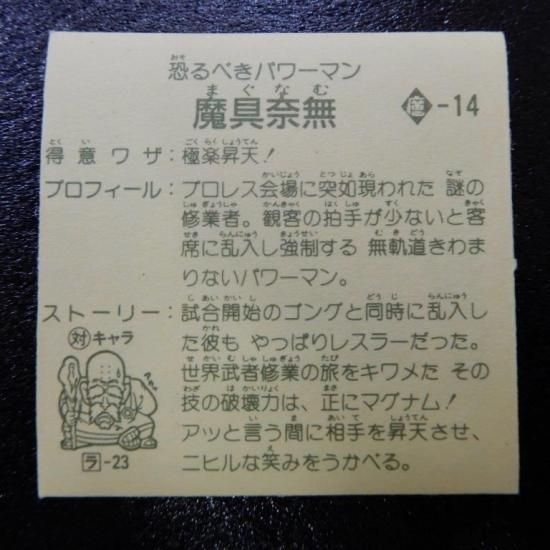 恐るべきパワーマン
魔具奈無
-14
得意ワザ：極楽昇天！
プロフィール：プロレス会場に突如現われた 謎の
修業者。観客の拍手が少ないと客
席に乱入し強制する 無軌道きわま
りないパワーマン。
ストーリー：試合開始のゴングと同時に乱入し
た彼も やっぱりレスラーだった。
世界武者修業の旅をキワメた その
技の破壊力は、正にマグナム！
アッと言う間に相手を昇天させ、
ニヒルな笑みをうかべる。
対キャラ
ラ-23